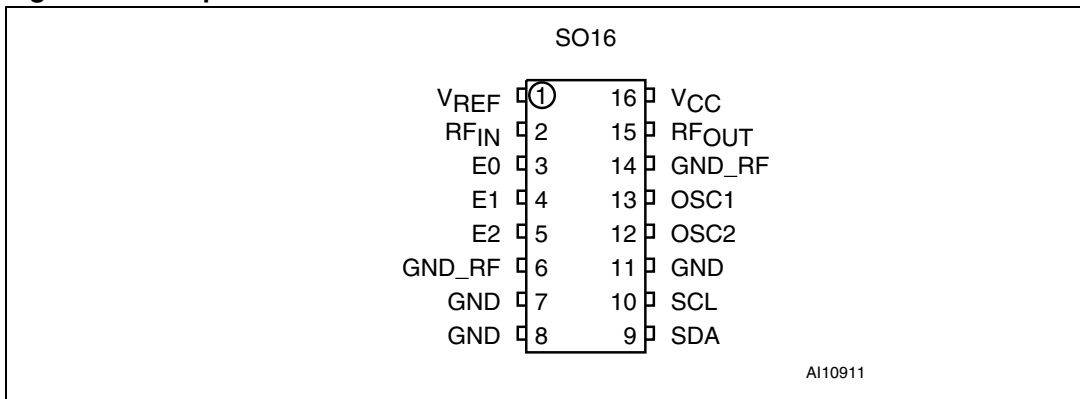 SO16
VREF 1 16 VCC
RFIN 2 15 RFOUT
E0 3 14 GND_RF
E1 4 13 OSC1
E2 5 12 OSC2
GND_RF 6 11 GND
GND 7 10 SCL
GND 8 9 SDA
AI10911